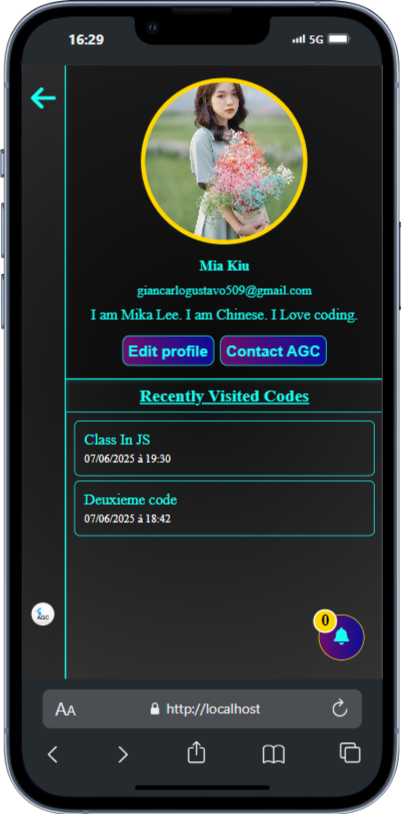 16:29
5G
Mia Kiu
giancarlogustavo509@gmail.com
I am Mika Lee. I am Chinese. I Love coding.
Edit profile Contact AGC
Recently Visited Codes
Class In JS
07/06/2025 à 19:30
Deuxieme code
07/06/2025 à 18:42
AGC
0
AA http://localhost